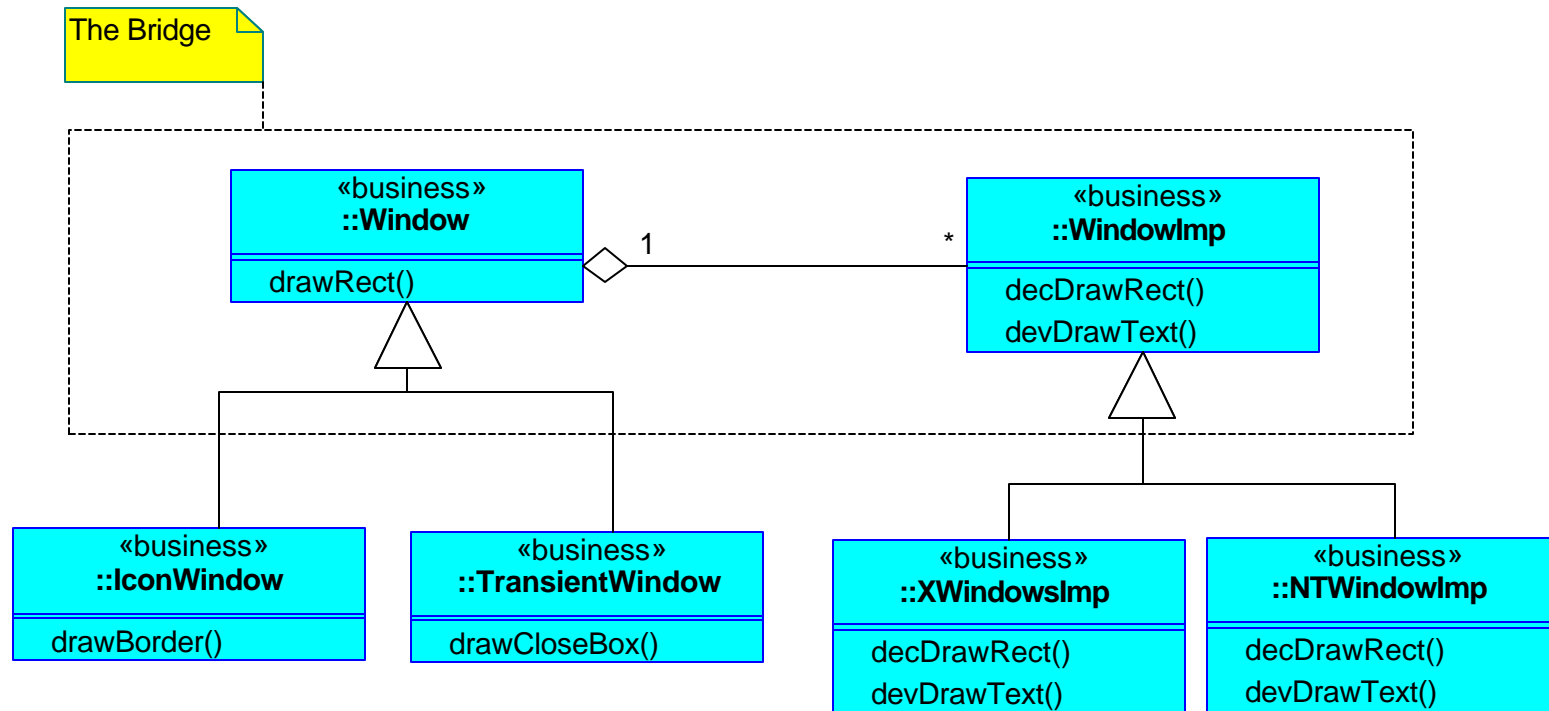 The Bridge
«business»
::Window
drawRect()
1
*
«business»
::WindowImp
decDrawRect()
devDrawText()
«business»
::IconWindow
drawBorder()
«business»
::TransientWindow
drawCloseBox()
«business»
::XWindowsImp
decDrawRect()
devDrawText()
«business»
::NTWindowImp
decDrawRect()
devDrawText()